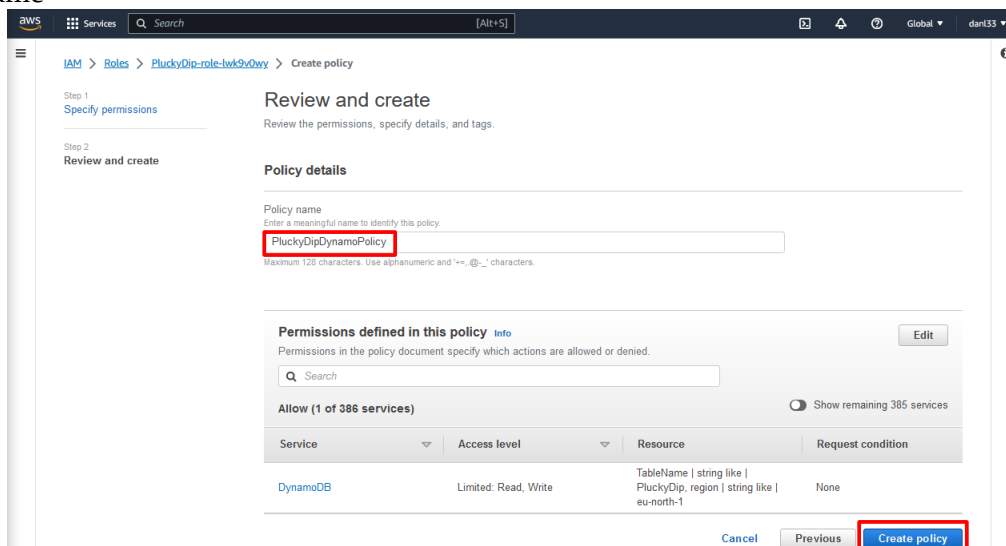 aws Services Search [Alt+S] Global danl33
IAM > Roles > PluckyDip-role-lwk9v0wy > Create policy
Step 1
Specify permissions
Step 2
Review and create
Review and create
Review the permissions, specify details, and tags.
Policy details
Policy name
Enter a meaningful name to identify this policy.
PluckyDipDynamoPolicy
Maximum 128 characters. Use alphanumeric and '+=,.@-_' characters.
Permissions defined in this policy Info
Edit
Permissions in the policy document specify which actions are allowed or denied.
Search
Allow (1 of 386 services)
Show remaining 385 services
Service Access level Resource Request condition
DynamoDB
Limited: Read, Write
TableName | string like |
PluckyDip, region | string like |
eu-north-1
None
Cancel Previous Create policy